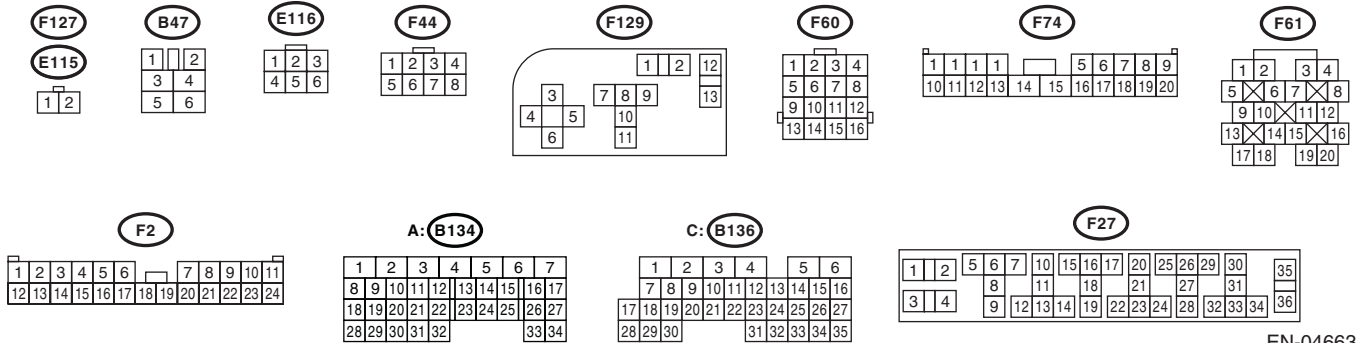 F127 B47 E116 F44 F129 F60 F74 F61
E115
1 2
1 2
3 4
5 6
1 2 3
4 5 6
1 2 3 4
5 6 7 8
1 2 12
3 7 8 9 13
4 5 10
6 11
1 2 3 4
5 6 7 8
9 10 11 12
13 14 15 16
1 1 1 1 5 6 7 8 9
10 11 12 13 14 15 16 17 18 19 20
1 2 3 4
5 6 7 8
9 10 11 12
13 14 15 16
17 18 19 20
F2 A: B134 C: B136 F27
1 2 3 4 5 6 7 8 9 10 11
12 13 14 15 16 17 18 19 20 21 22 23 24
1 2 3 4 5 6 7
8 9 10 11 12 13 14 15 16 17
18 19 20 21 22 23 24 25 26 27
28 29 30 31 32 33 34
1 2 3 4 5 6
7 8 9 10 11 12 13 14 15 16
17 18 19 20 21 22 23 24 25 26 27
28 29 30 31 32 33 34 35
1 2 5 6 7 10 15 16 17 20 25 26 29 30 35
8 11 18 21 27 31
3 4 9 12 13 14 19 22 23 24 28 32 33 34 36
EN-04663